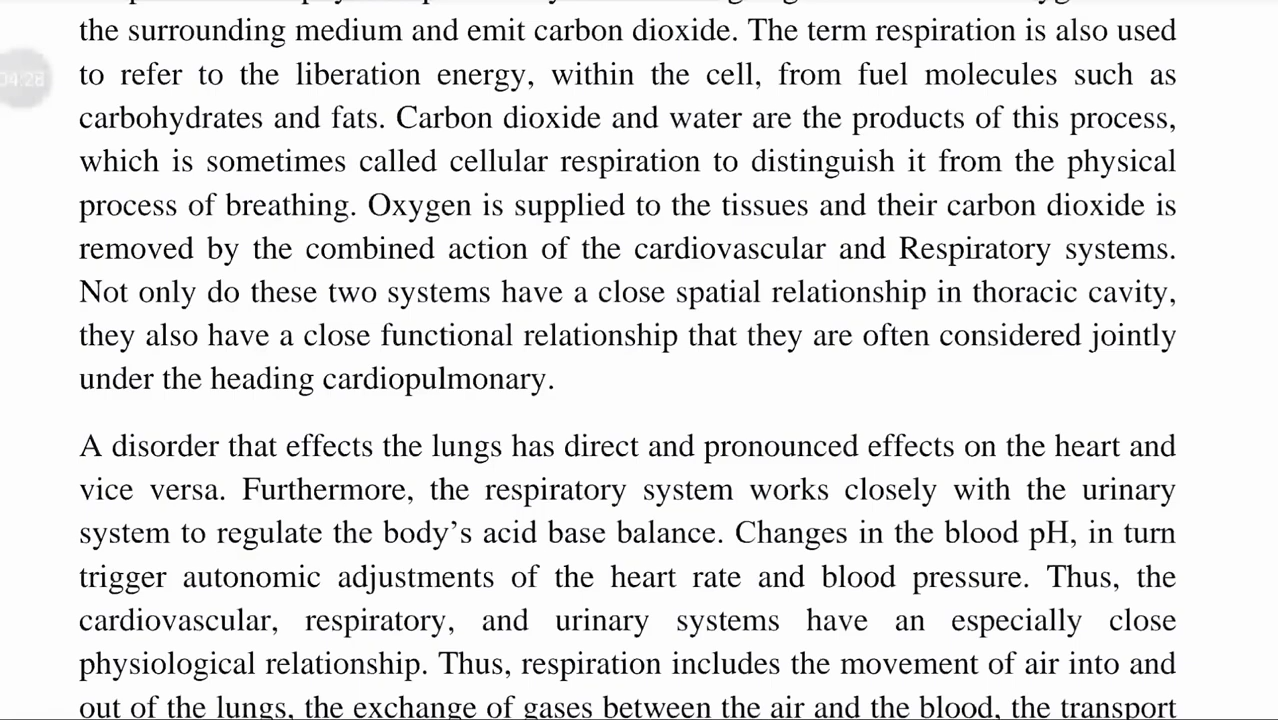 the surrounding medium and emit carbon dioxide. The term respiration is also used
04:28
to refer to the liberation energy, within the cell, from fuel molecules such as
carbohydrates and fats. Carbon dioxide and water are the products of this process,
which is sometimes called cellular respiration to distinguish it from the physical
process of breathing. Oxygen is supplied to the tissues and their carbon dioxide is
removed by the combined action of the cardiovascular and Respiratory systems.
Not only do these two systems have a close spatial relationship in thoracic cavity,
they also have a close functional relationship that they are often considered jointly
under the heading cardiopulmonary.
A disorder that effects the lungs has direct and pronounced effects on the heart and
vice versa. Furthermore, the respiratory system works closely with the urinary
system to regulate the body's acid base balance. Changes in the blood pH, in turn
trigger autonomic adjustments of the heart rate and blood pressure. Thus, the
cardiovascular, respiratory, and urinary systems have an especially close
physiological relationship. Thus, respiration includes the movement of air into and
out of the lungs, the exchange of gases between the air and the blood, the transport